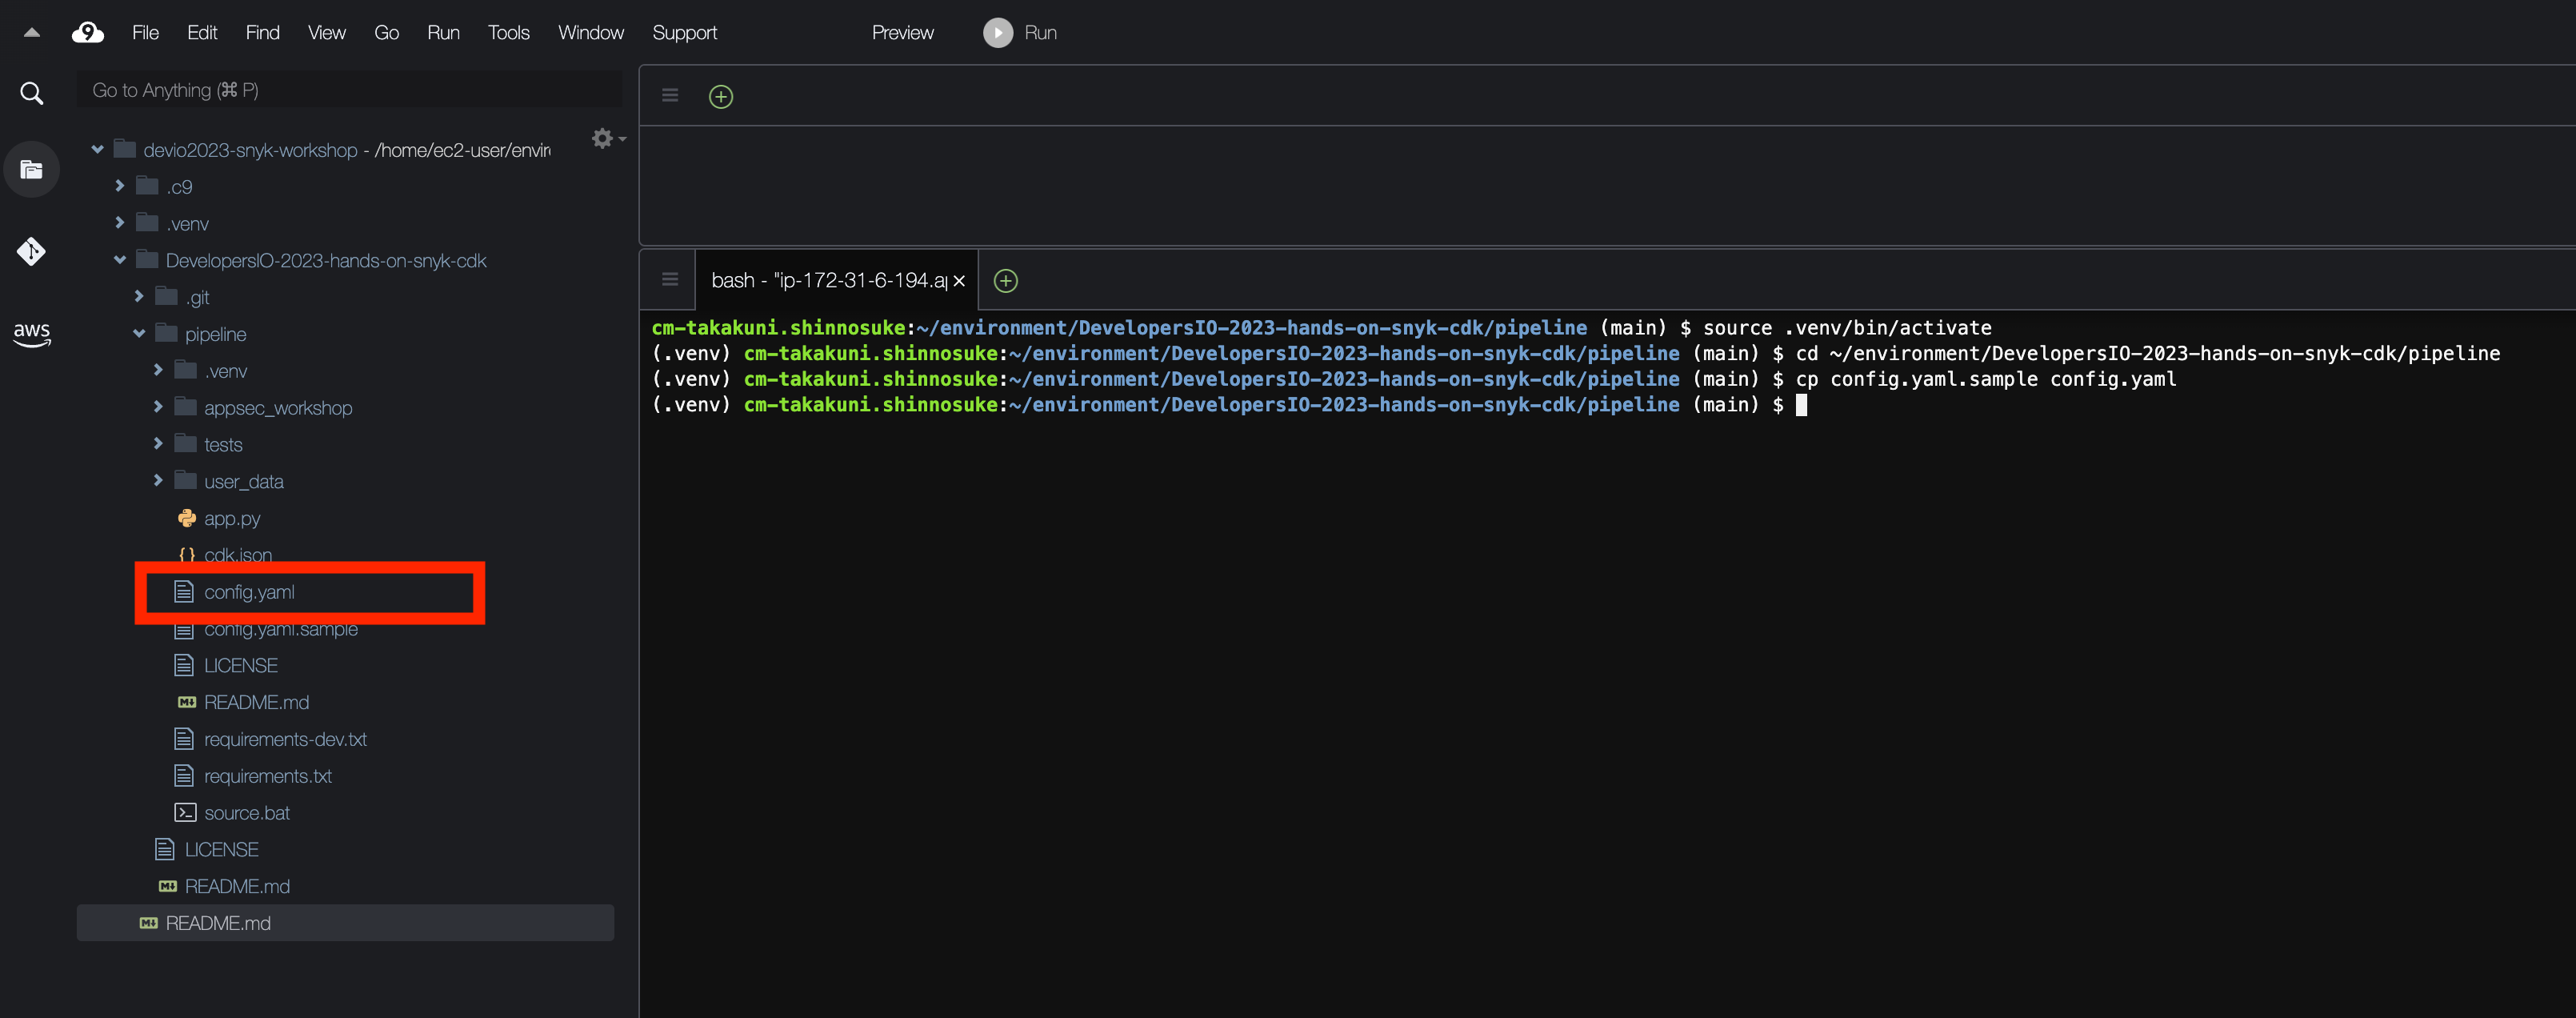 9 File Edit Find View Go Run Tools Window Support Preview Run
Go to Anything (⌘ P)
devio2023-snyk-workshop - /home/ec2-user/envir
.c9
.venv
DevelopersIO-2023-hands-on-snyk-cdk
.git
pipeline
.venv
appsec_workshop
tests
user_data
app.py
{} cdk.json
config.yaml
config.yaml.sample
LICENSE
M↓ README.md
requirements-dev.txt
requirements.txt
source.bat
LICENSE
M↓ README.md
M↓ README.md
aws
bash - "ip-172-31-6-194.a
cm-takakuni.shinnosuke:~/environment/DevelopersIO-2023-hands-on-snyk-cdk/pipeline (main) $ source .venv/bin/activate
(.venv) cm-takakuni.shinnosuke:~/environment/DevelopersIO-2023-hands-on-snyk-cdk/pipeline (main) $ cd ~/environment/DevelopersIO-2023-hands-on-snyk-cdk/pipeline
(.venv) cm-takakuni.shinnosuke:~/environment/DevelopersIO-2023-hands-on-snyk-cdk/pipeline (main) $ cp config.yaml.sample config.yaml
(.venv) cm-takakuni.shinnosuke:~/environment/DevelopersIO-2023-hands-on-snyk-cdk/pipeline (main) $